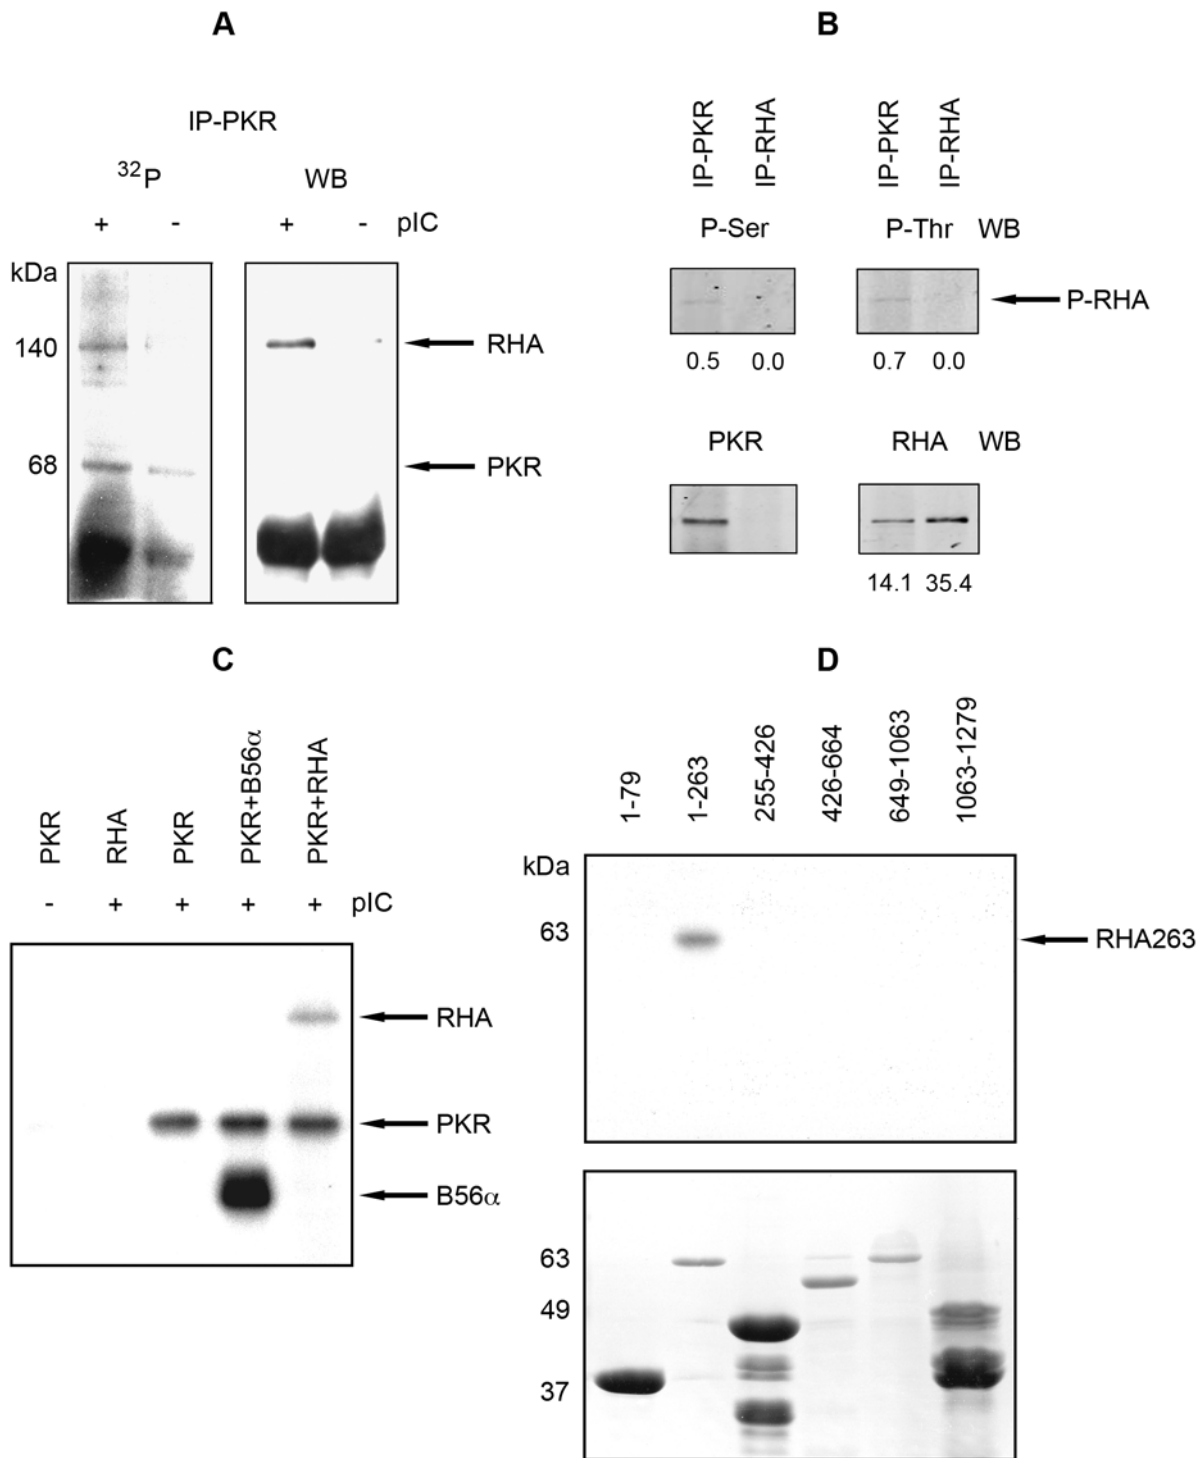 A
IP-PKR
32P WB
+ - + - pIC
kDa
140
68
RHA
PKR
B
IP-PKR IP-RHA IP-PKR IP-RHA
P-Ser P-Thr WB
P-RHA
0.5 0.0 0.7 0.0
PKR RHA WB
14.1 35.4
C
PKR RHA PKR PKR+B56α PKR+RHA
- + + + + pIC
RHA
PKR
B56α
D
1-79 1-263 255-426 426-664 649-1063 1063-1279
kDa
63
RHA263
63
49
37